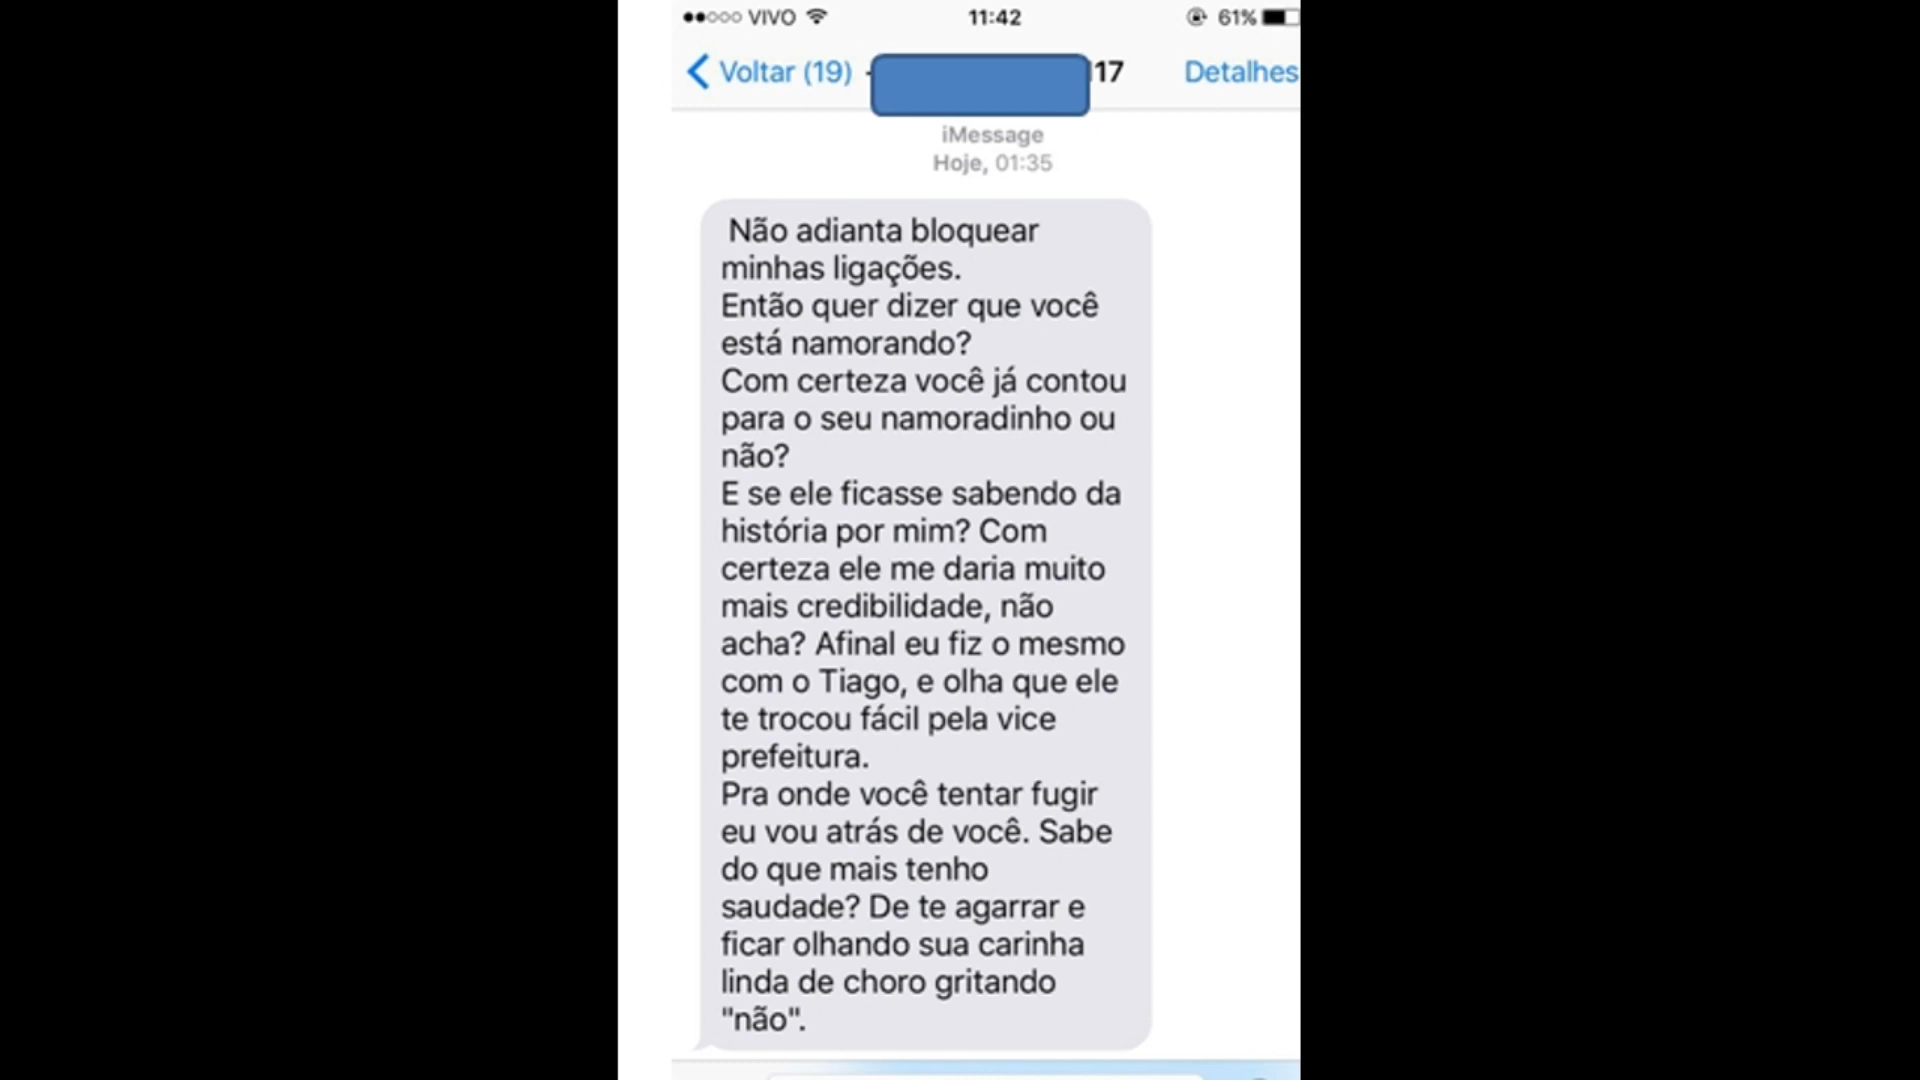 VIVO 11:42 61%
Voltar (19) 17 Detalhes
iMessage
Hoje, 01:35
Não adianta bloquear
minhas ligações.
Então quer dizer que você
está namorando?
Com certeza você já contou
para o seu namoradinho ou
não?
E se ele ficasse sabendo da
história por mim? Com
certeza ele me daria muito
mais credibilidade, não
acha? Afinal eu fiz o mesmo
com o Tiago, e olha que ele
te trocou fácil pela vice
prefeitura.
Pra onde você tentar fugir
eu vou atrás de você. Sabe
do que mais tenho
saudade? De te agarrar e
ficar olhando sua carinha
linda de choro gritando
"não".